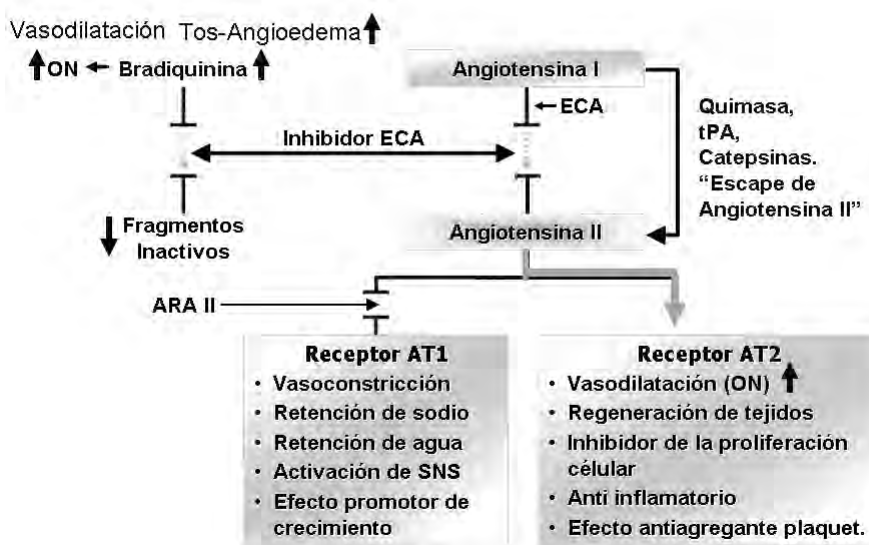 Vasodilatación Tos-Angioedema
ON Bradiquinina
Angiotensina I
ECA
Quimasa,
tPA,
Catepsinas.
“Escape de
Angiotensina II”
Inhibidor ECA
Fragmentos
Inactivos
Angiotensina II
ARA II
Receptor AT1
• Vasoconstricción
• Retención de sodio
• Retención de agua
• Activación de SNS
• Efecto promotor de
crecimiento
Receptor AT2
• Vasodilatación (ON)
• Regeneración de tejidos
• Inhibidor de la proliferación
célular
• Anti inflamatorio
• Efecto antiagregante plaquet.